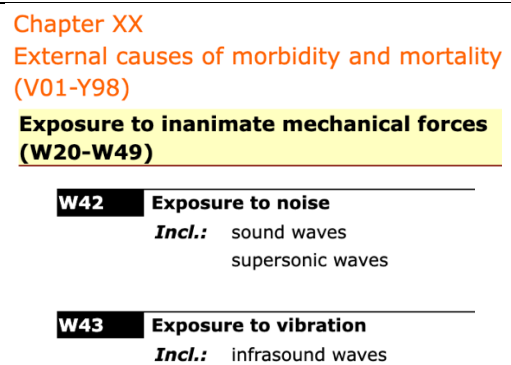 Chapter XX
External causes of morbidity and mortality
(V01-Y98)
Exposure to inanimate mechanical forces
(W20-W49)
W42 Exposure to noise
Incl.: sound waves
supersonic waves
W43 Exposure to vibration
Incl.: infrasound waves